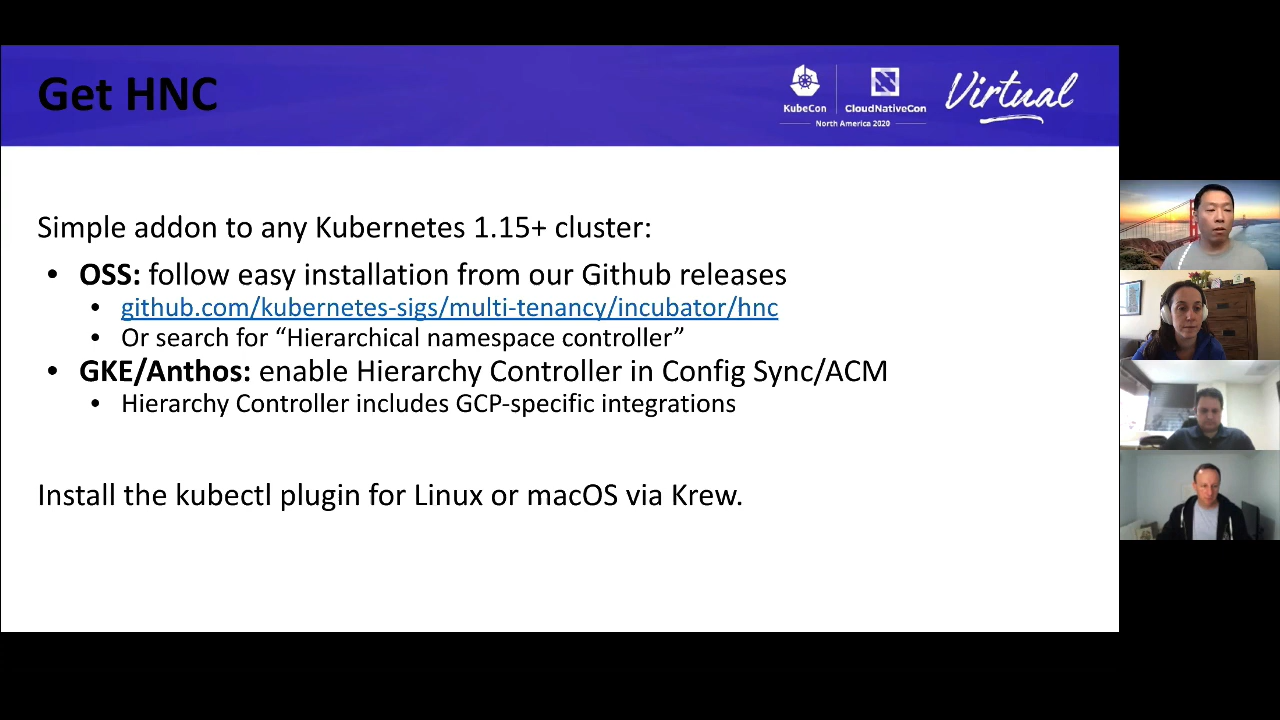 Get HNC
KubeCon
CloudNativeCon
North America 2020
Virtual
Simple addon to any Kubernetes 1.15+ cluster:
• OSS: follow easy installation from our Github releases
• github.com/kubernetes-sigs/multi-tenancy/incubator/hnc
• Or search for “Hierarchical namespace controller”
• GKE/Anthos: enable Hierarchy Controller in Config Sync/ACM
• Hierarchy Controller includes GCP-specific integrations
Install the kubectl plugin for Linux or macOS via Krew.